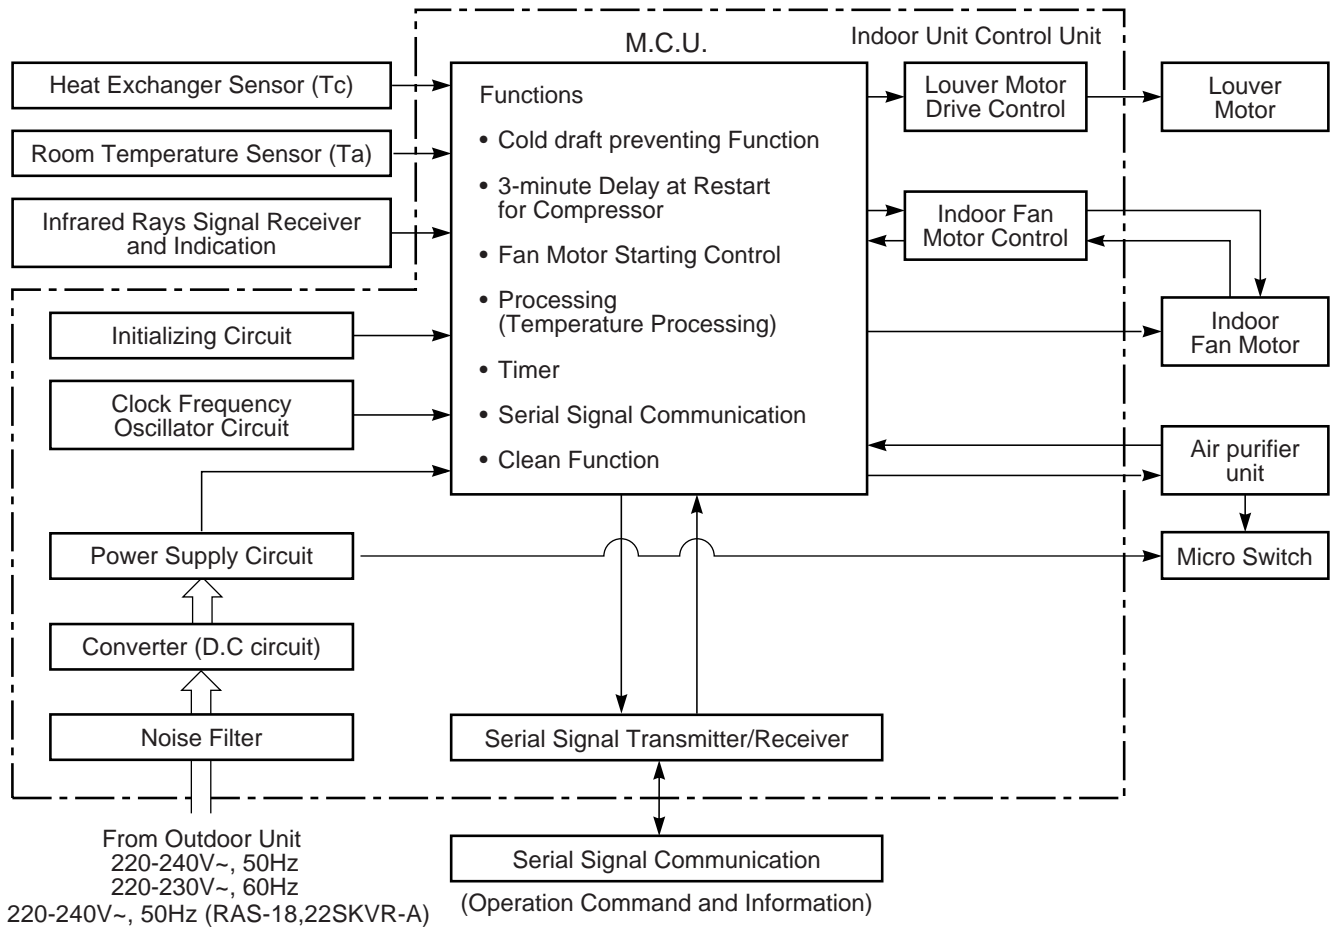 M.C.U.
Indoor Unit Control Unit
Heat Exchanger Sensor (Tc)
Room Temperature Sensor (Ta)
Infrared Rays Signal Receiver
and Indication
Initializing Circuit
Clock Frequency
Oscillator Circuit
Power Supply Circuit
Converter (D.C circuit)
Noise Filter
From Outdoor Unit
220-240V~, 50Hz
220-230V~, 60Hz
220-240V~, 50Hz (RAS-18,22SKVR-A)
Functions
• Cold draft preventing Function
• 3-minute Delay at Restart
for Compressor
• Fan Motor Starting Control
• Processing
(Temperature Processing)
• Timer
• Serial Signal Communication
• Clean Function
Serial Signal Transmitter/Receiver
Serial Signal Communication
(Operation Command and Information)
Louver Motor
Drive Control
Indoor Fan
Motor Control
Louver
Motor
Indoor
Fan Motor
Air purifier
unit
Micro Switch